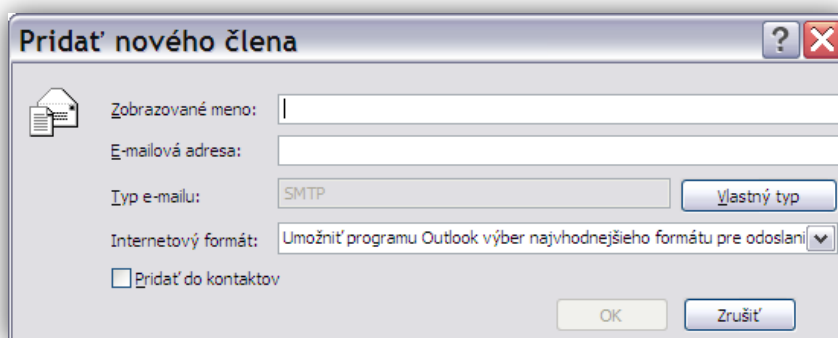 Pridať nového člena
Zobrazované meno:
E-mailová adresa:
Typ e-mailu: SMTP Vlastný typ
Internetový formát: Umožniť programu Outlook výber najvhodnejšieho formátu pre odoslani
Pridať do kontaktov
OK Zrušiť